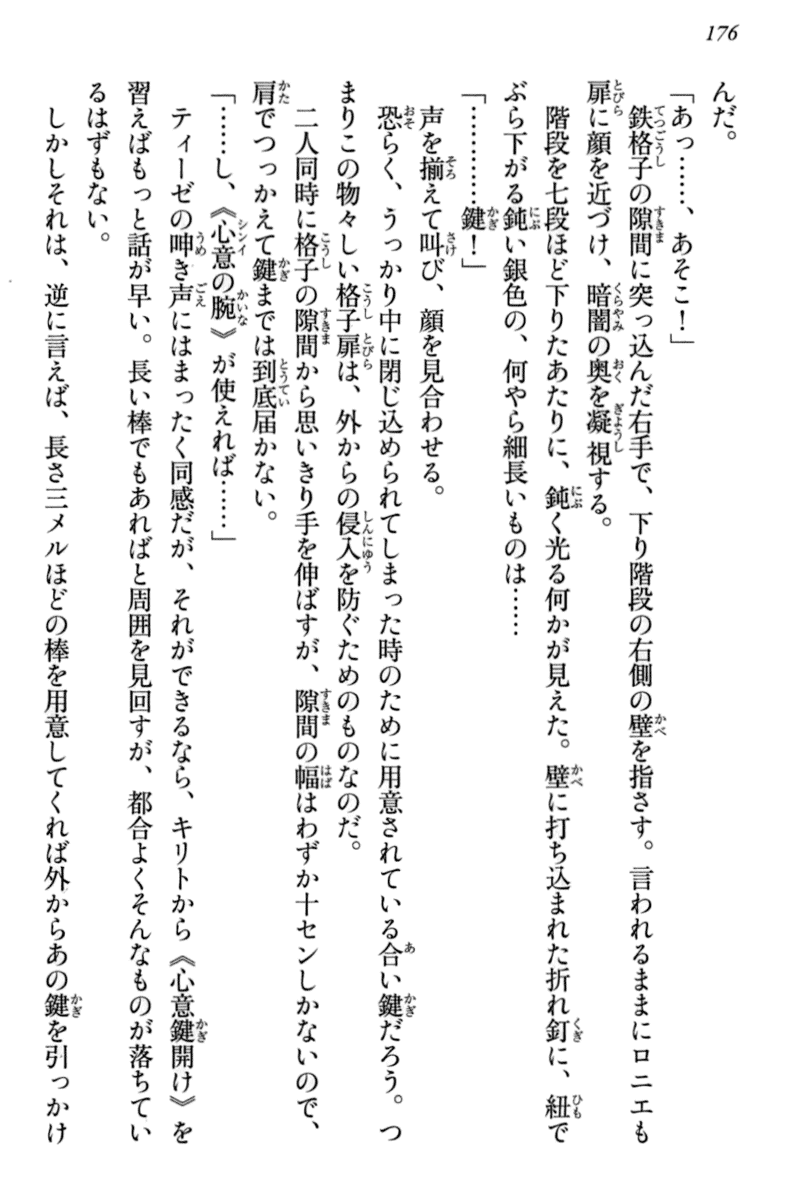 176
んだ。
「あっ……、あそこ！」
鉄格子の隙間に突っ込んだ右手で、下り階段の右側の壁を指さす。言われるままにロニエも
扉に顔を近づけ、暗闇の奥を凝視する。
階段を七段ほど下りたあたりに、鈍く光る何かが見えた。壁に打ち込まれた折れ釘に、紐で
ぶら下がる鈍い銀色の、何やら細長いものは……
「…………鍵！」
声を揃えて叫び、顔を見合わせる。
恐らく、うっかり中に閉じ込められてしまった時のために用意されている合い鍵だろう。つ
まりこの物々しい格子扉は、外からの侵入を防ぐためのものなのだ。
二人同時に格子の隙間から思いきり手を伸ばすが、隙間の幅はわずか十センしかないので、
肩でつっかえて鍵までは到底届かない。
「……し、《心意の腕》が使えれば……」
ティーゼの呻き声にはまったく同感だが、それができるなら、キリトから《心意鍵開け》を
習えばもっと話が早い。長い棒でもあればと周囲を見回すが、都合よくそんなものが落ちてい
るはずもない。
しかしそれは、逆に言えば、長さ三メルほどの棒を用意してくれば外からあの鍵を引っかけ